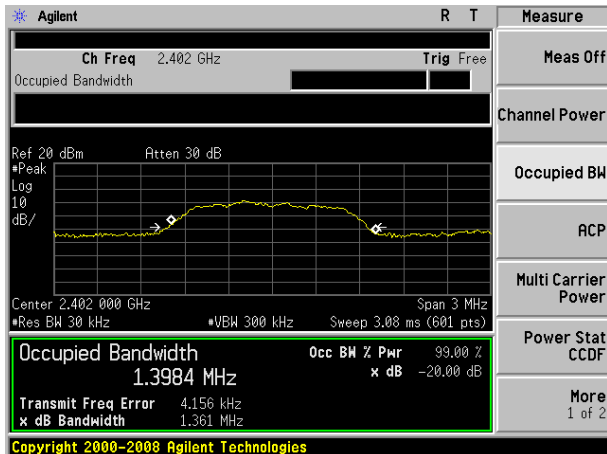 Agilent
R T
Ch Freq 2.402 GHz
Trig Free
Occupied Bandwidth
Ref 20 dBm
Atten 30 dB
#Peak
Log
10
dB/
Center 2.402 000 GHz
Span 3 MHz
#Res BW 30 kHz
#VBW 300 kHz
Sweep 3.08 ms (601 pts)
Occupied Bandwidth
1.3984 MHz
Occ BW % Pwr 99.00 %
x dB -20.00 dB
Transmit Freq Error 4.156 kHz
x dB Bandwidth 1.361 MHz
Copyright 2000-2008 Agilent Technologies
Measure
Meas Off
Channel Power
Occupied BW
ACP
Multi Carrier
Power
Power Stat
CCDF
More
1 of 2